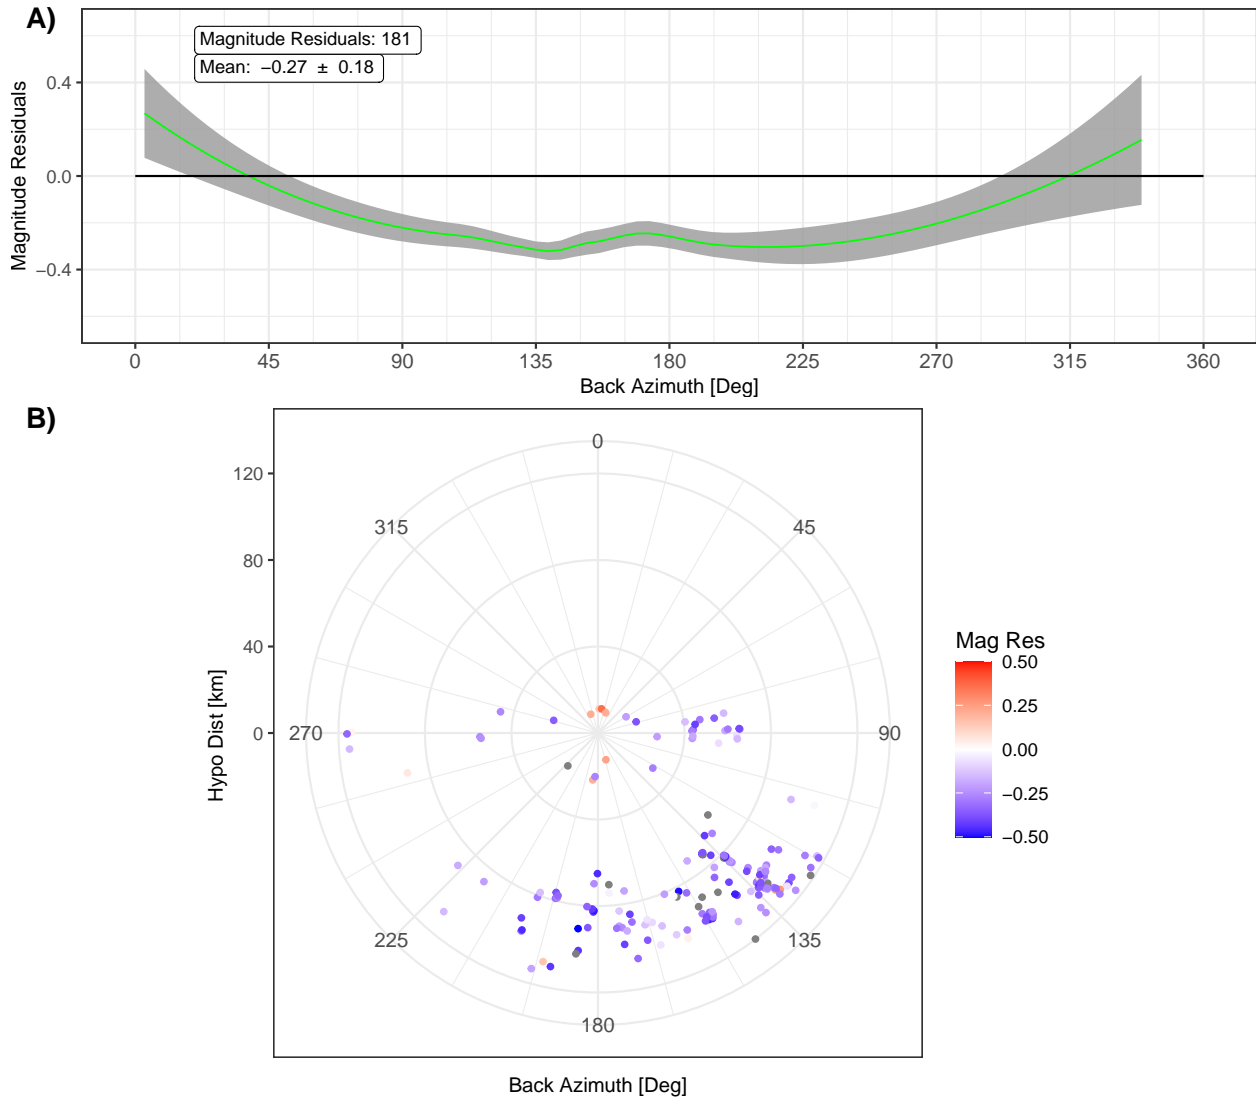 A)
Magnitude Residuals: 181
Mean: −0.27 ± 0.18
Magnitude Residuals
0.4
0.0
−0.4
0 45 90 135 180 225 270 315 360
Back Azimuth [Deg]
B)
Hypo Dist [km]
120
80
40
0
0
45
90
135
180
225
270
315
Back Azimuth [Deg]
Mag Res
0.50
0.25
0.00
−0.25
−0.50